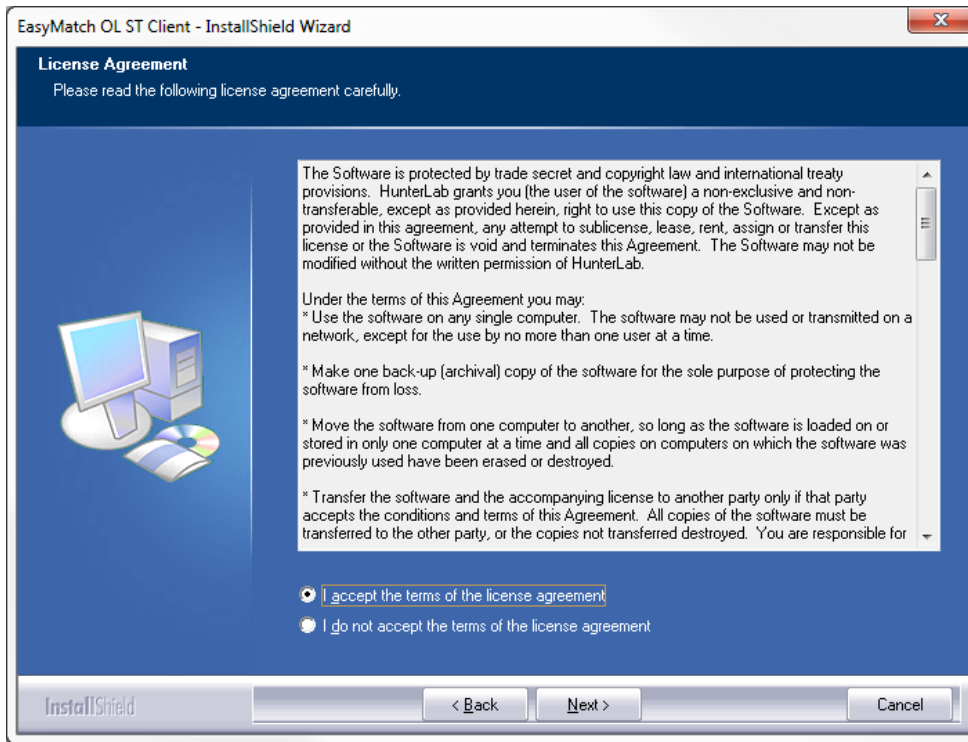 EasyMatch OL ST Client - InstallShield Wizard
License Agreement
Please read the following license agreement carefully.
The Software is protected by trade secret and copyright law and international treaty
provisions.  HunterLab grants you (the user of the software) a non-exclusive and non-
transferable, except as provided herein, right to use this copy of the Software.  Except as
provided in this agreement, any attempt to sublicense, lease, rent, assign or transfer this
license or the Software is void and terminates this Agreement.  The Software may not be
modified without the written permission of HunterLab.
Under the terms of this Agreement you may:
* Use the software on any single computer.  The software may not be used or transmitted on a
network, except for the use by no more than one user at a time.
* Make one back-up (archival) copy of the software for the sole purpose of protecting the
software from loss.
* Move the software from one computer to another, so long as the software is loaded on or
stored in only one computer at a time and all copies on computers on which the software was
previously used have been erased or destroyed.
* Transfer the software and the accompanying license to another party only if that party
accepts the conditions and terms of this Agreement.  All copies of the software must be
transferred to the other party, or the copies not transferred destroyed.  You are responsible for
I accept the terms of the license agreement
I do not accept the terms of the license agreement
InstallShield
< Back
Next >
Cancel